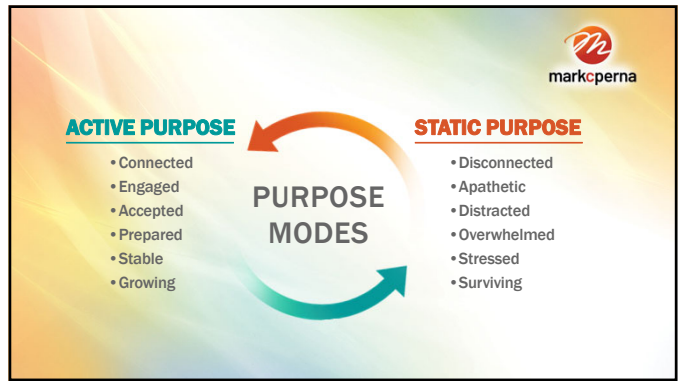 markcperna
ACTIVE PURPOSE
•Connected
•Engaged
•Accepted
•Prepared
•Stable
•Growing
PURPOSE
MODES
STATIC PURPOSE
•Disconnected
•Apathetic
•Distracted
•Overwhelmed
•Stressed
•Surviving